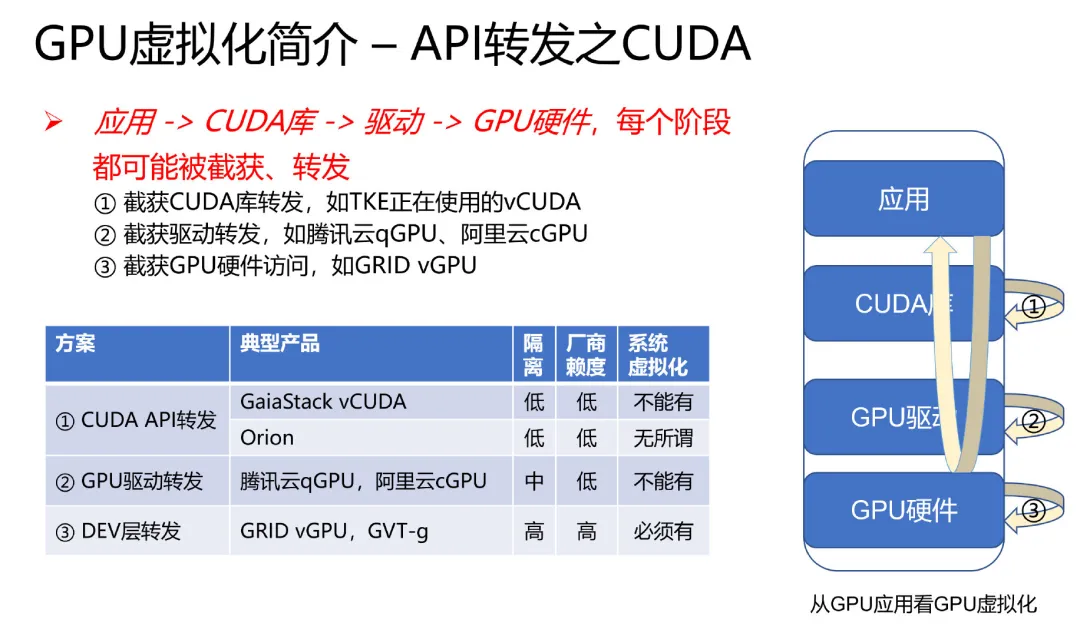 GPU虚拟化简介 – API转发之CUDA
➢ 应用 -> CUDA库 -> 驱动 -> GPU硬件，每个阶段
都可能被截获、转发
① 截获CUDA库转发，如TKE正在使用的vCUDA
② 截获驱动转发，如腾讯云qGPU、阿里云cGPU
③ 截获GPU硬件访问，如GRID vGPU
方案 典型产品 隔离 厂商赖度 系统虚拟化
① CUDA API转发 GaiaStack vCUDA 低 低 不能有
Orion 低 低 无所谓
② GPU驱动转发 腾讯云qGPU，阿里云cGPU 中 低 不能有
③ DEV层转发 GRID vGPU，GVT-g 高 高 必须有
应用
CUDA库 ①
GPU驱动 ②
GPU硬件 ③
从GPU应用看GPU虚拟化